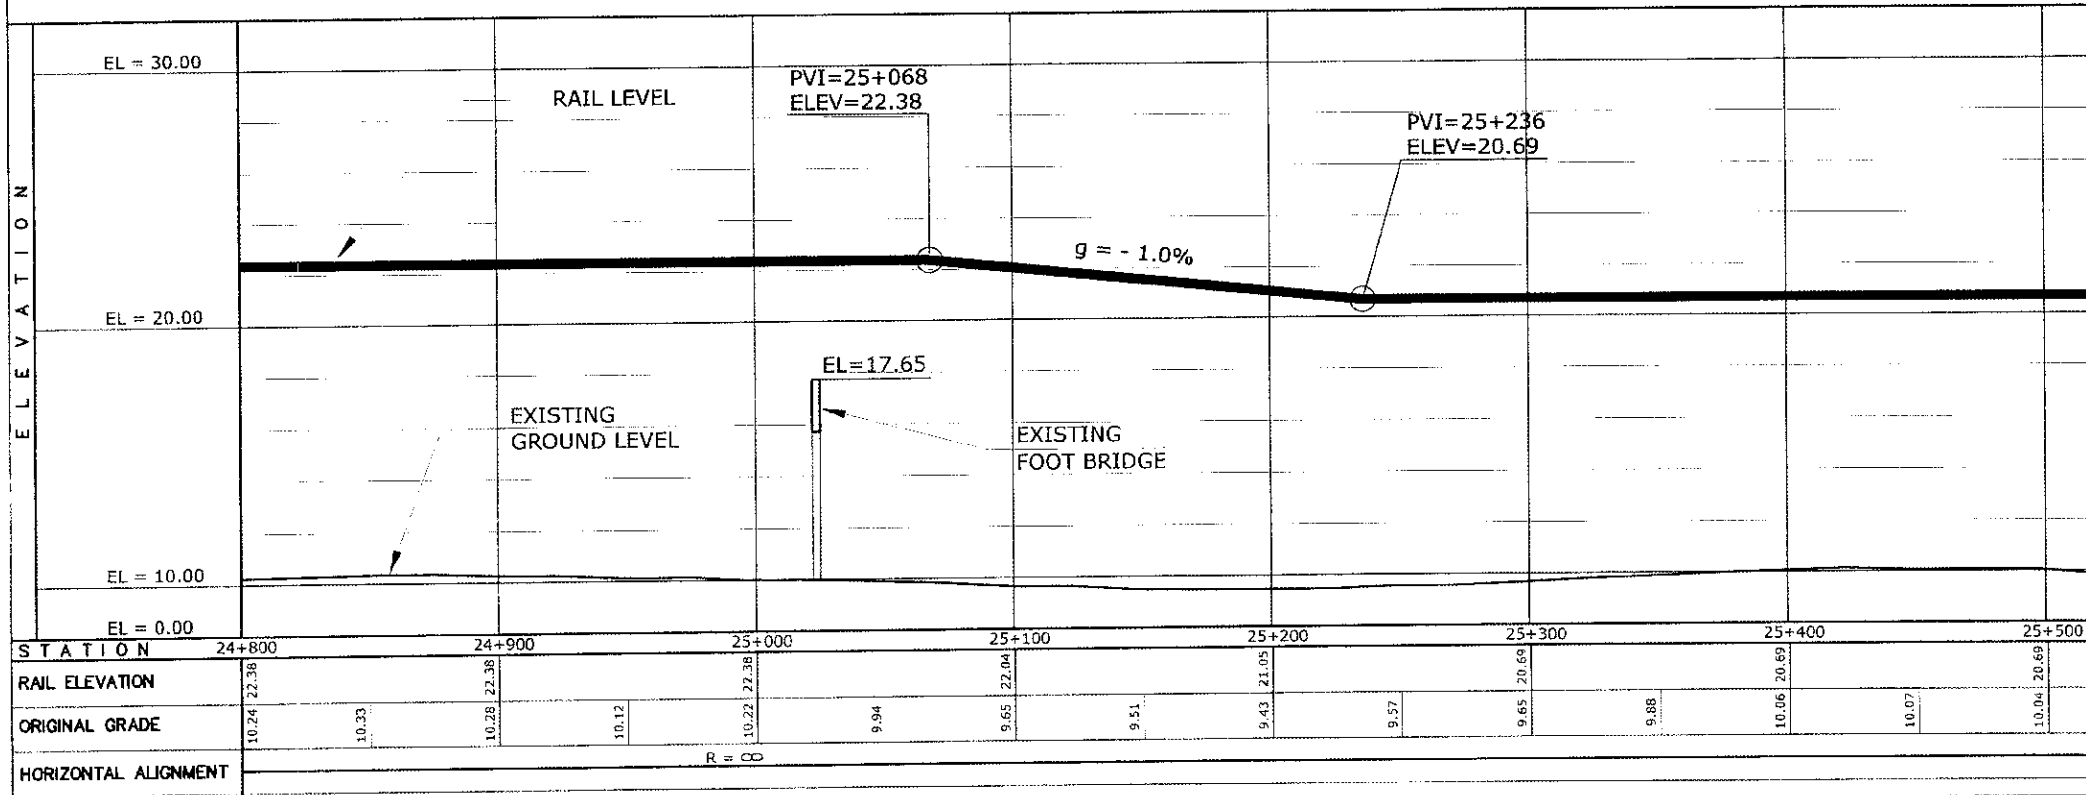 EL = 30.00
RAIL LEVEL
PVI=25+068
ELEV=22.38
PVI=25+236
ELEV=20.69
ELEVATION
g = - 1.0%
EL = 20.00
EL=17.65
EXISTING
GROUND LEVEL
EXISTING
FOOT BRIDGE
EL = 10.00
EL = 0.00
STATION 24+800 24+900 25+000 25+100 25+200 25+300 25+400 25+500
RAIL ELEVATION 22.38 22.38 22.38 22.04 21.05 20.69 20.69 20.69
ORIGINAL GRADE 10.24 10.33 10.28 10.12 10.22 9.94 9.65 9.51 9.43 9.57 9.65 9.88 10.06 10.07 10.04
HORIZONTAL ALIGNMENT R = ∞